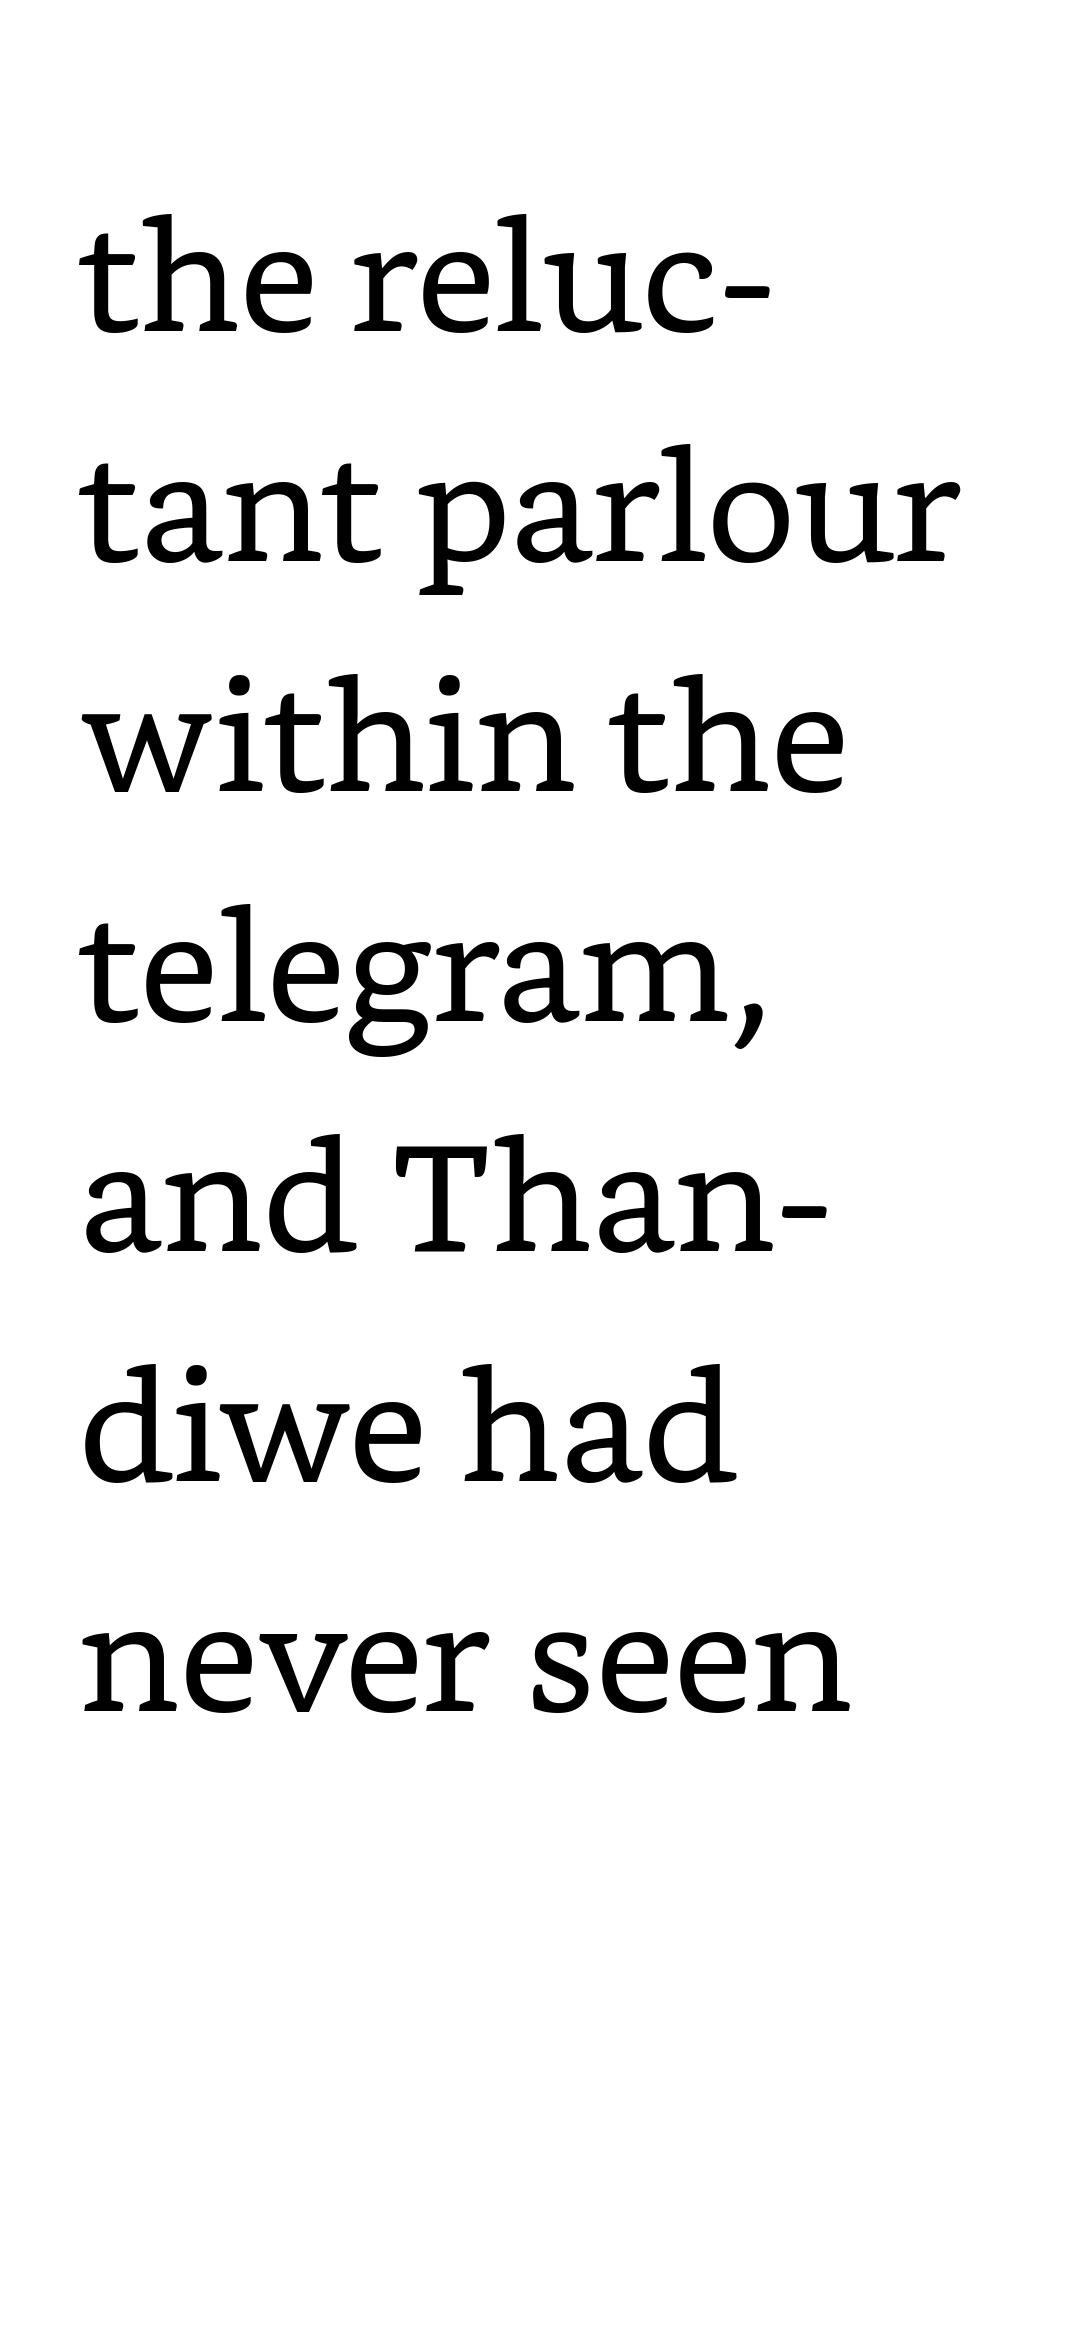 the reluc-
tant parlour
within the
telegram,
and Than-
diwe had
never seen